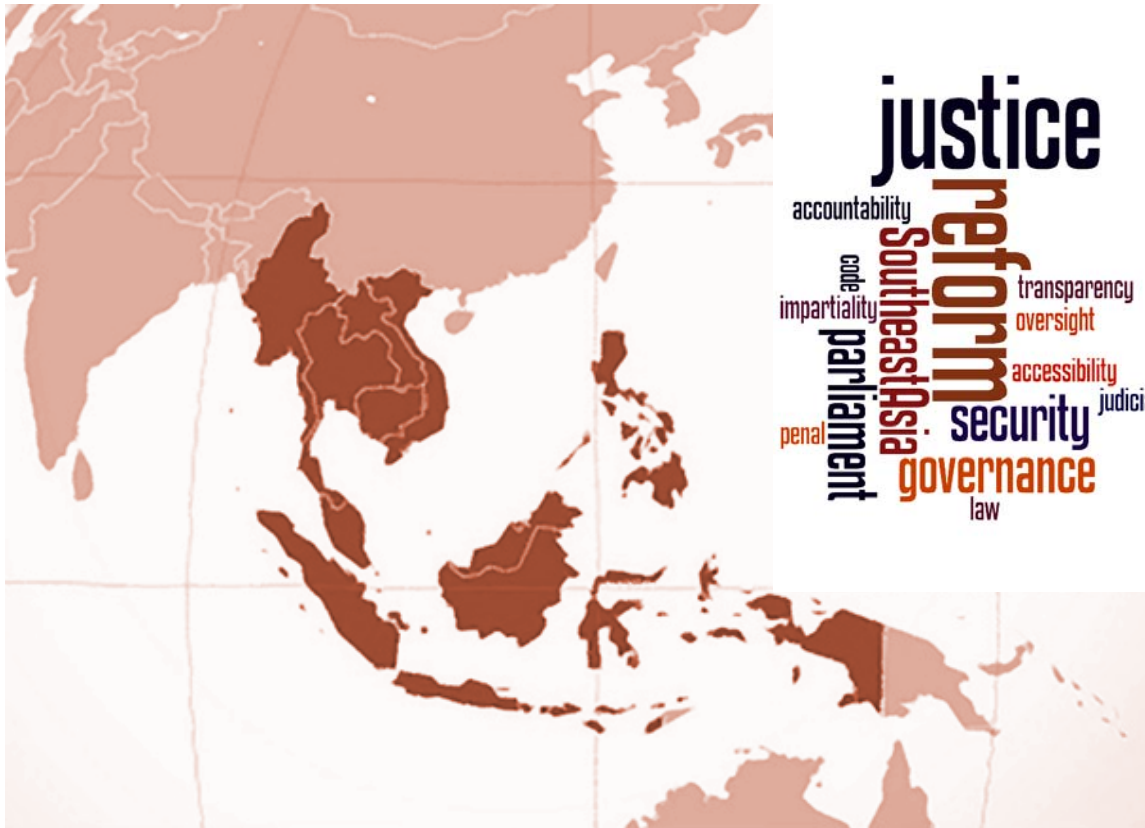 justice
reform
accountability
SoutheastAsia
code
transparency
impartiality
oversight
parliament
accessibility
judici
security
penal
governance
law